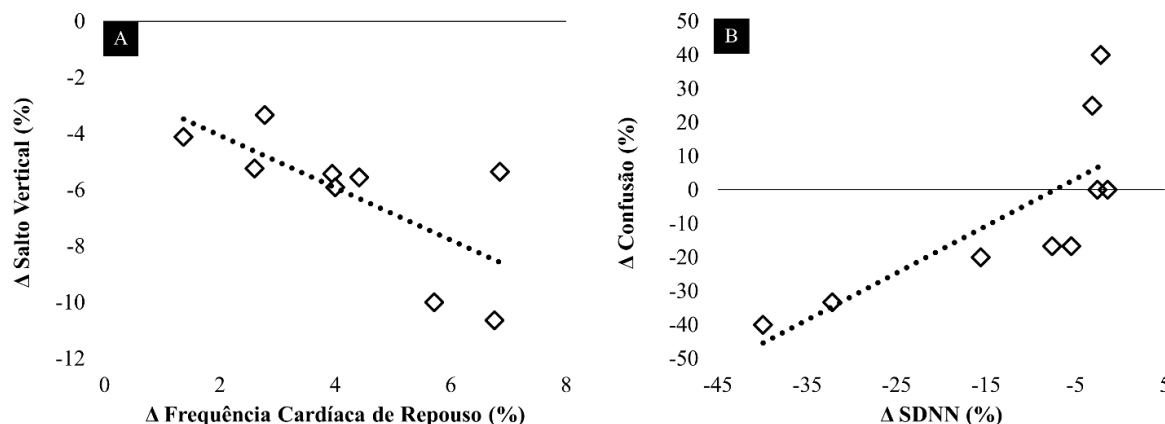 A
Δ Salto Vertical (%)
0
-2
-4
-6
-8
-10
-12
0 2 4 6 8
Δ Frequência Cardíaca de Repouso (%)
B
Δ Confusão (%)
50
40
30
20
10
0
-10
-20
-30
-40
-50
-45 -35 -25 -15 -5 5
Δ SDNN (%)